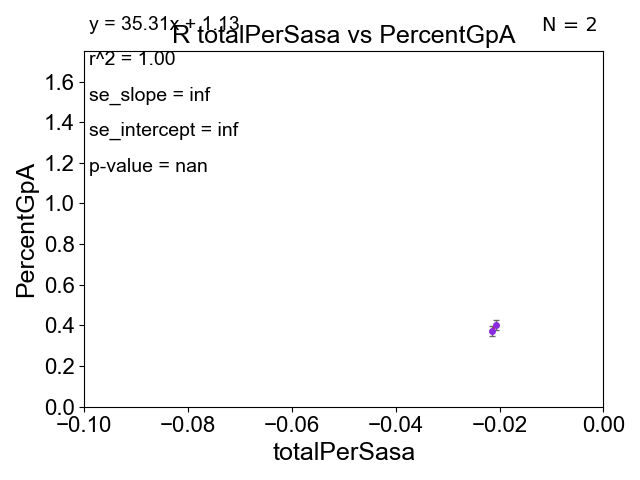 y = 35.31x + 1.13
N = 2
R totalPerSasa vs PercentGpA
r^2 = 1.00
se_slope = inf
se_intercept = inf
p-value = nan
PercentGpA
1.6
1.4
1.2
1.0
0.8
0.6
0.4
0.2
0.0
−0.10 −0.08 −0.06 −0.04 −0.02 0.00
totalPerSasa